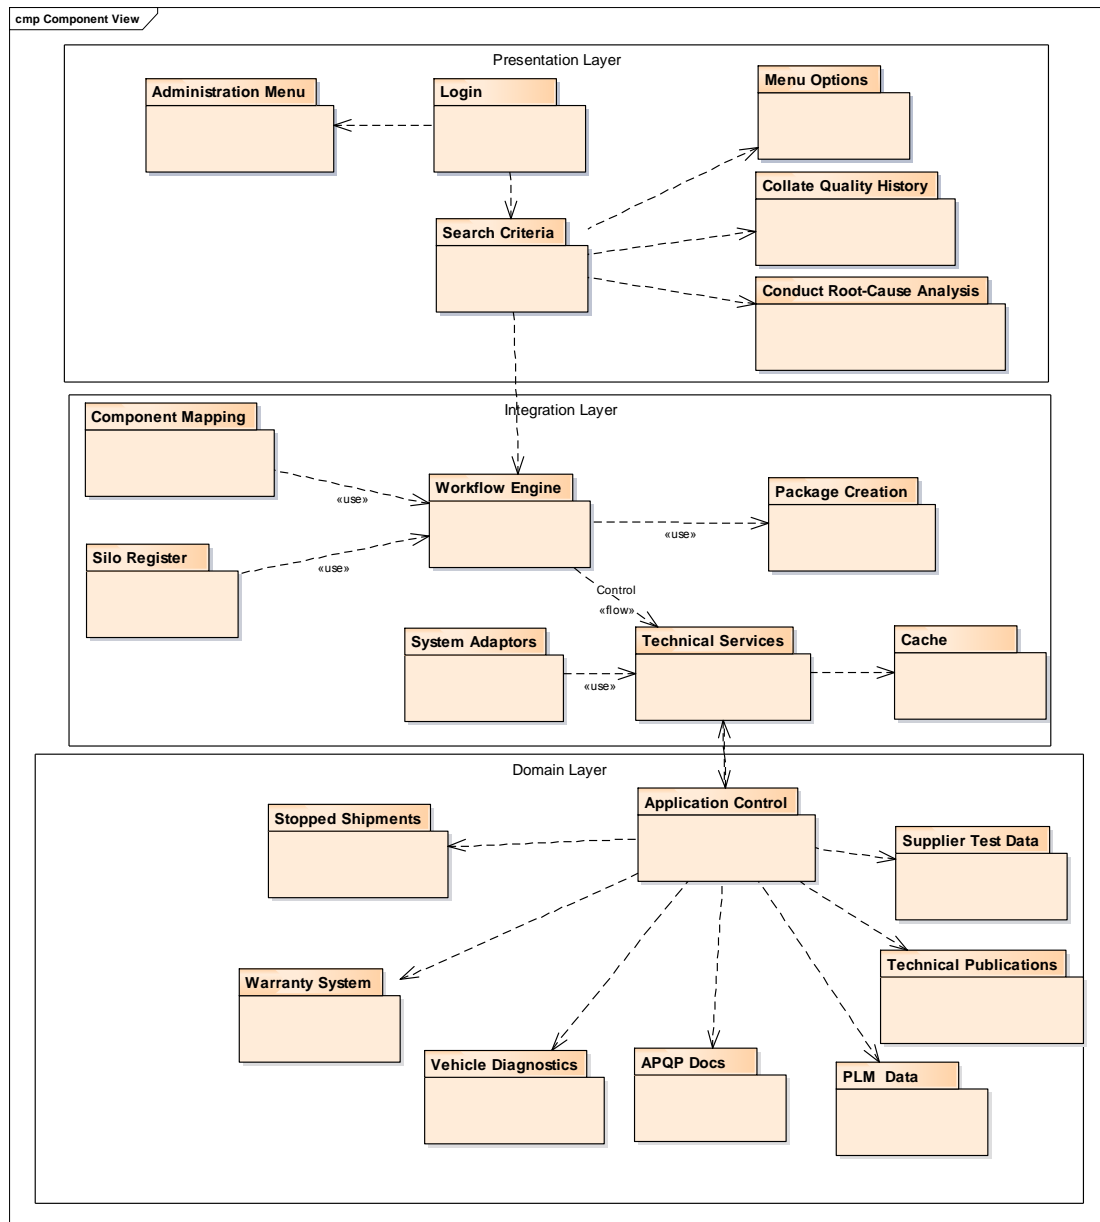 cmp Component View
Presentation Layer
Administration Menu
Login
Menu Options
Collate Quality History
Search Criteria
Conduct Root-Cause Analysis
Integration Layer
Component Mapping
Workflow Engine
Package Creation
«use»
«use»
Silo Register
«use»
Control
«flow»
System Adaptors
Technical Services
Cache
«use»
Domain Layer
Application Control
Stopped Shipments
Supplier Test Data
Technical Publications
Warranty System
Vehicle Diagnostics
APQP Docs
PLM  Data